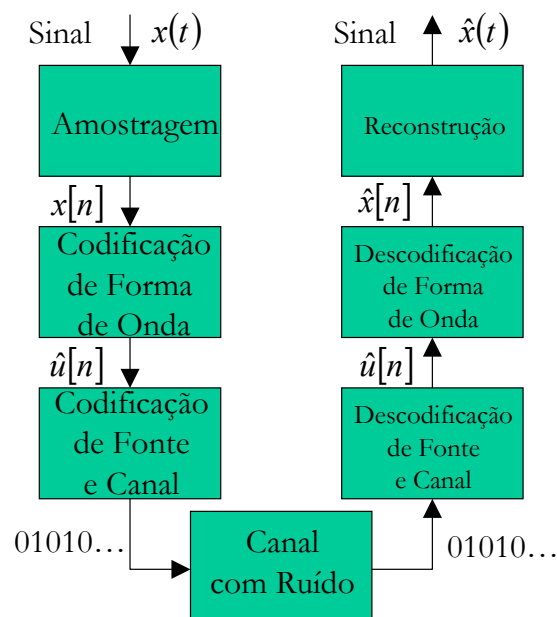 Sinal x(t)
Amostragem
x[n]
Codificação
de Forma
de Onda
û[n]
Codificação
de Fonte
e Canal
01010…
Canal
com Ruído
01010…
Descodificação
de Fonte
e Canal
û[n]
Descodificação
de Forma
de Onda
x̂[n]
Reconstrução
Sinal x̂(t)